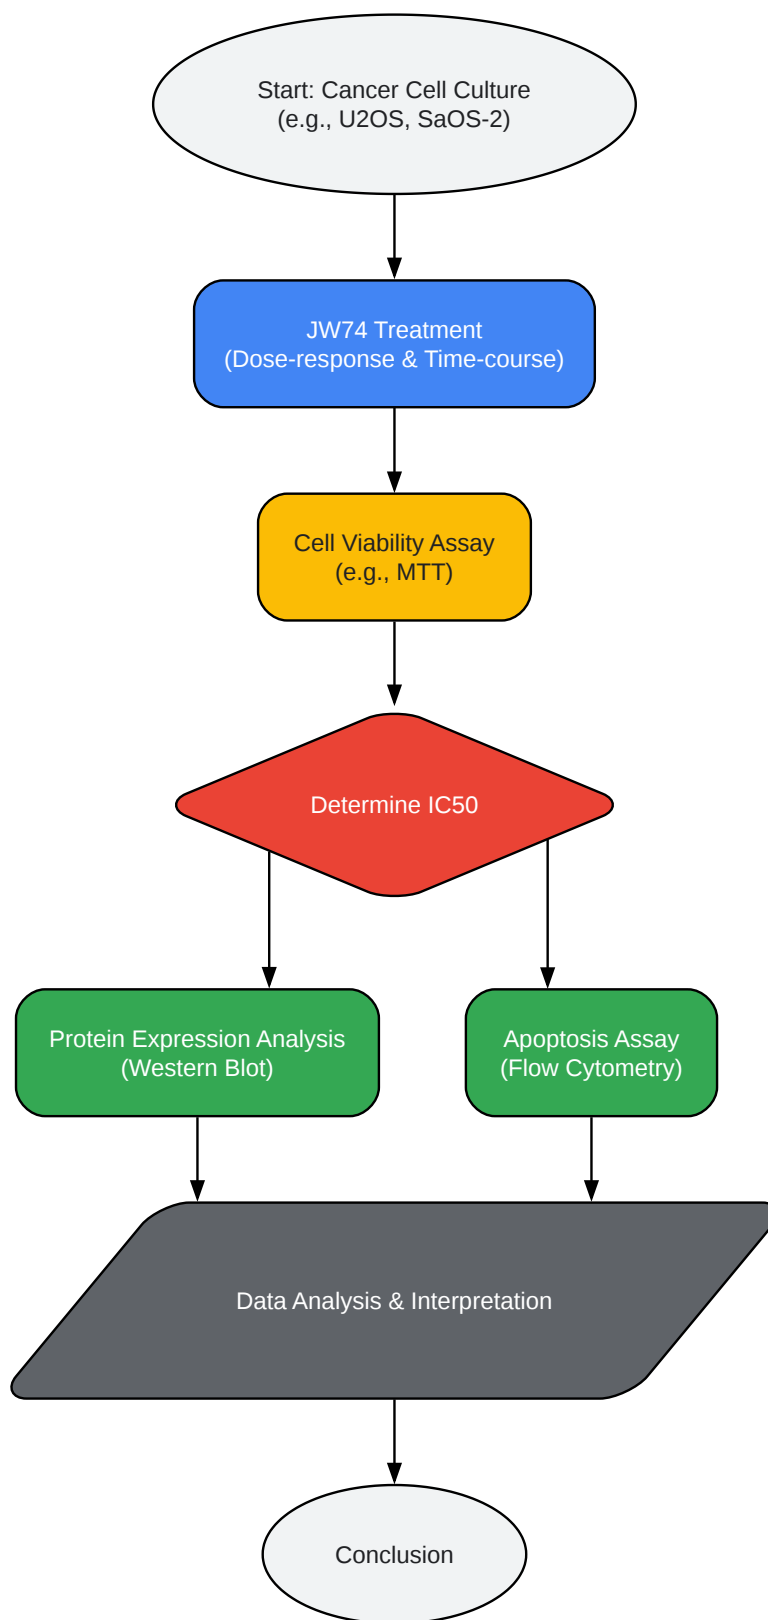 Start: Cancer Cell Culture
(e.g., U2OS, SaOS-2)
JW74 Treatment
(Dose-response & Time-course)
Cell Viability Assay
(e.g., MTT)
Determine IC50
Protein Expression Analysis
(Western Blot)
Apoptosis Assay
(Flow Cytometry)
Data Analysis & Interpretation
Conclusion